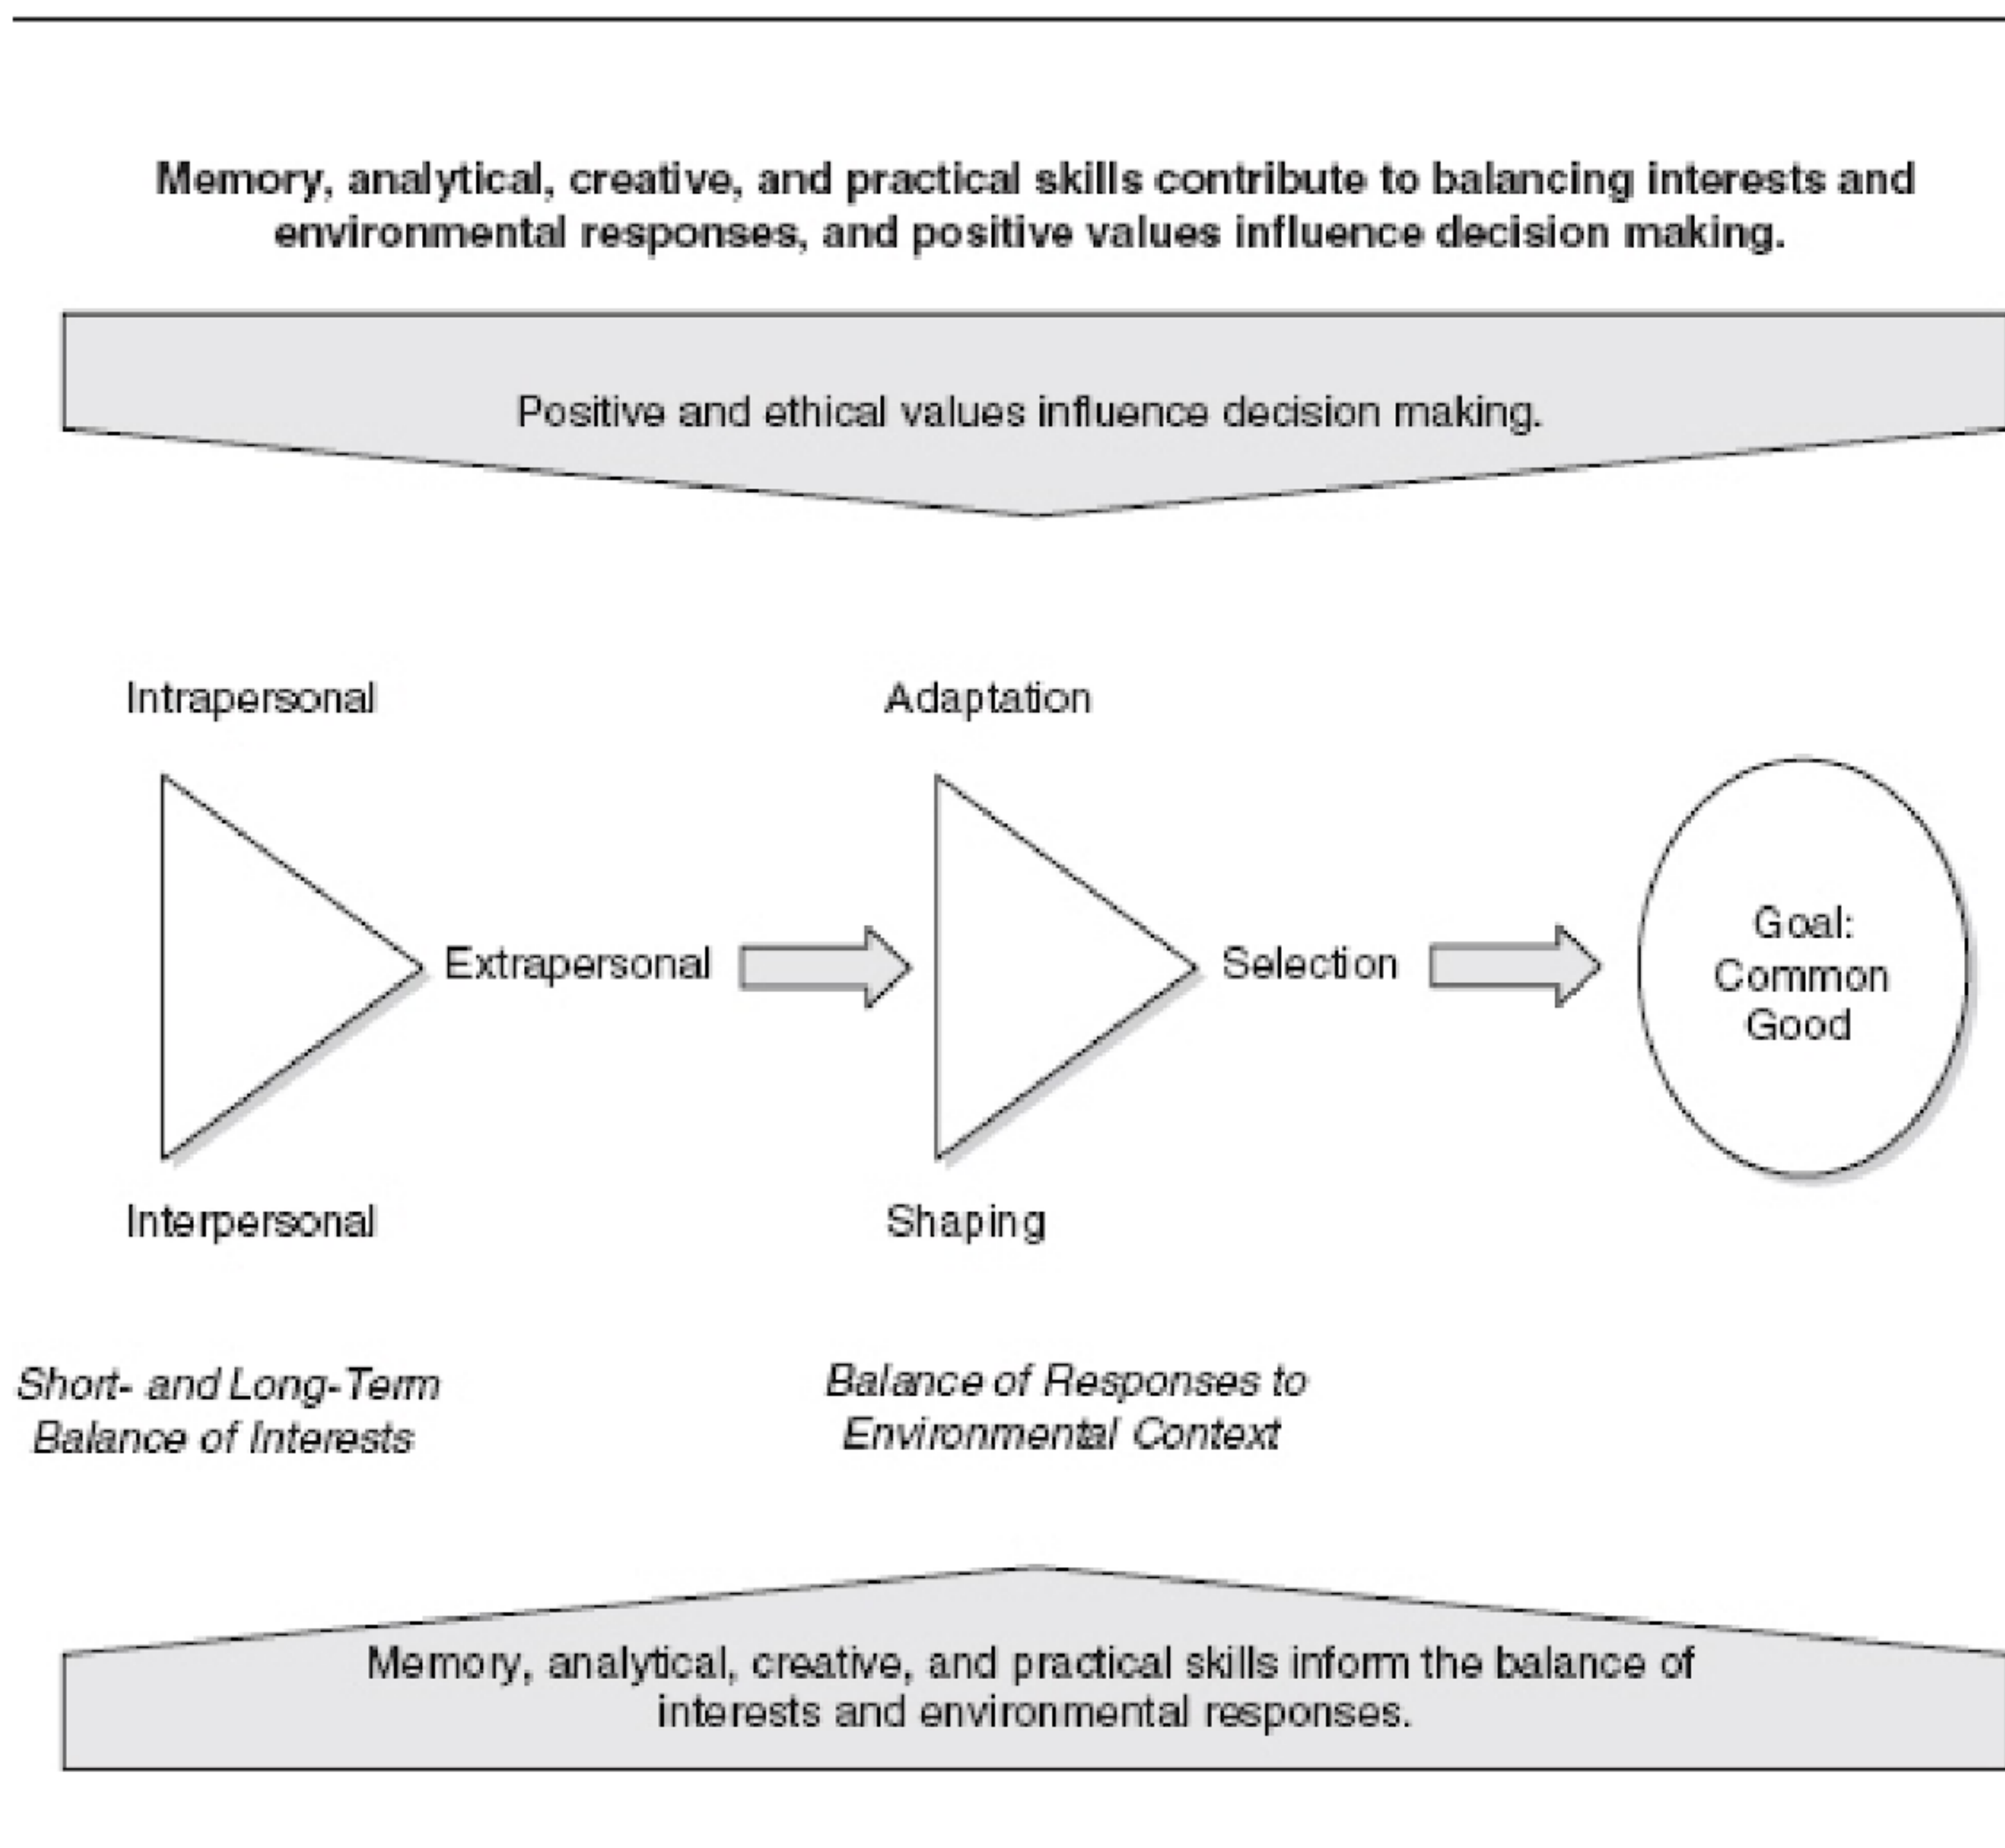 Memory, analytical, creative, and practical skills contribute to balancing interests and
environmental responses, and positive values influence decision making.
Positive and ethical values influence decision making.
Intrapersonal
Adaptation
Extrapersonal
Selection
Goal:
Common
Good
Interpersonal
Shaping
Short- and Long-Term
Balance of Interests
Balance of Responses to
Environmental Context
Memory, analytical, creative, and practical skills inform the balance of
interests and environmental responses.